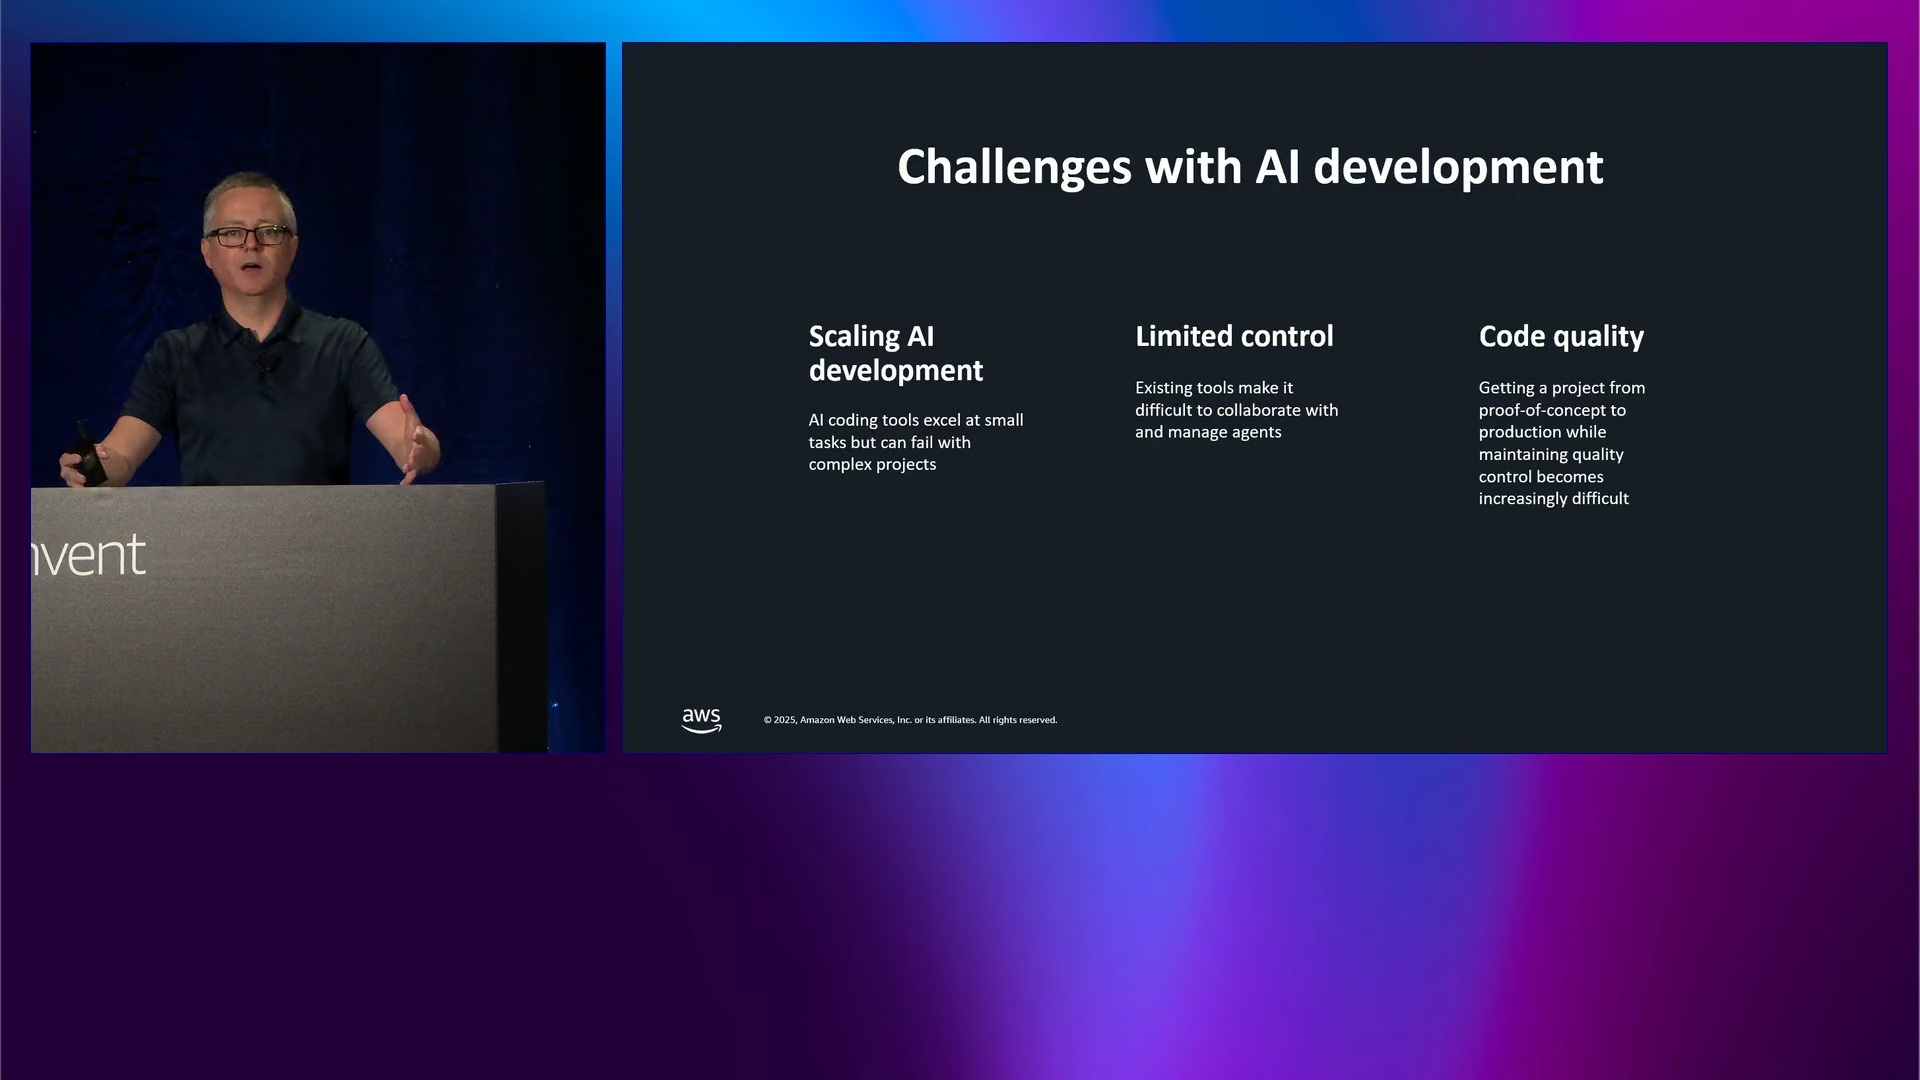 Challenges with AI development
Scaling AI
development
AI coding tools excel at small
tasks but can fail with
complex projects
Limited control
Existing tools make it
difficult to collaborate with
and manage agents
Code quality
Getting a project from
proof-of-concept to
production while
maintaining quality
control becomes
increasingly difficult
nvent
aws
© 2025, Amazon Web Services, Inc. or its affiliates. All rights reserved.